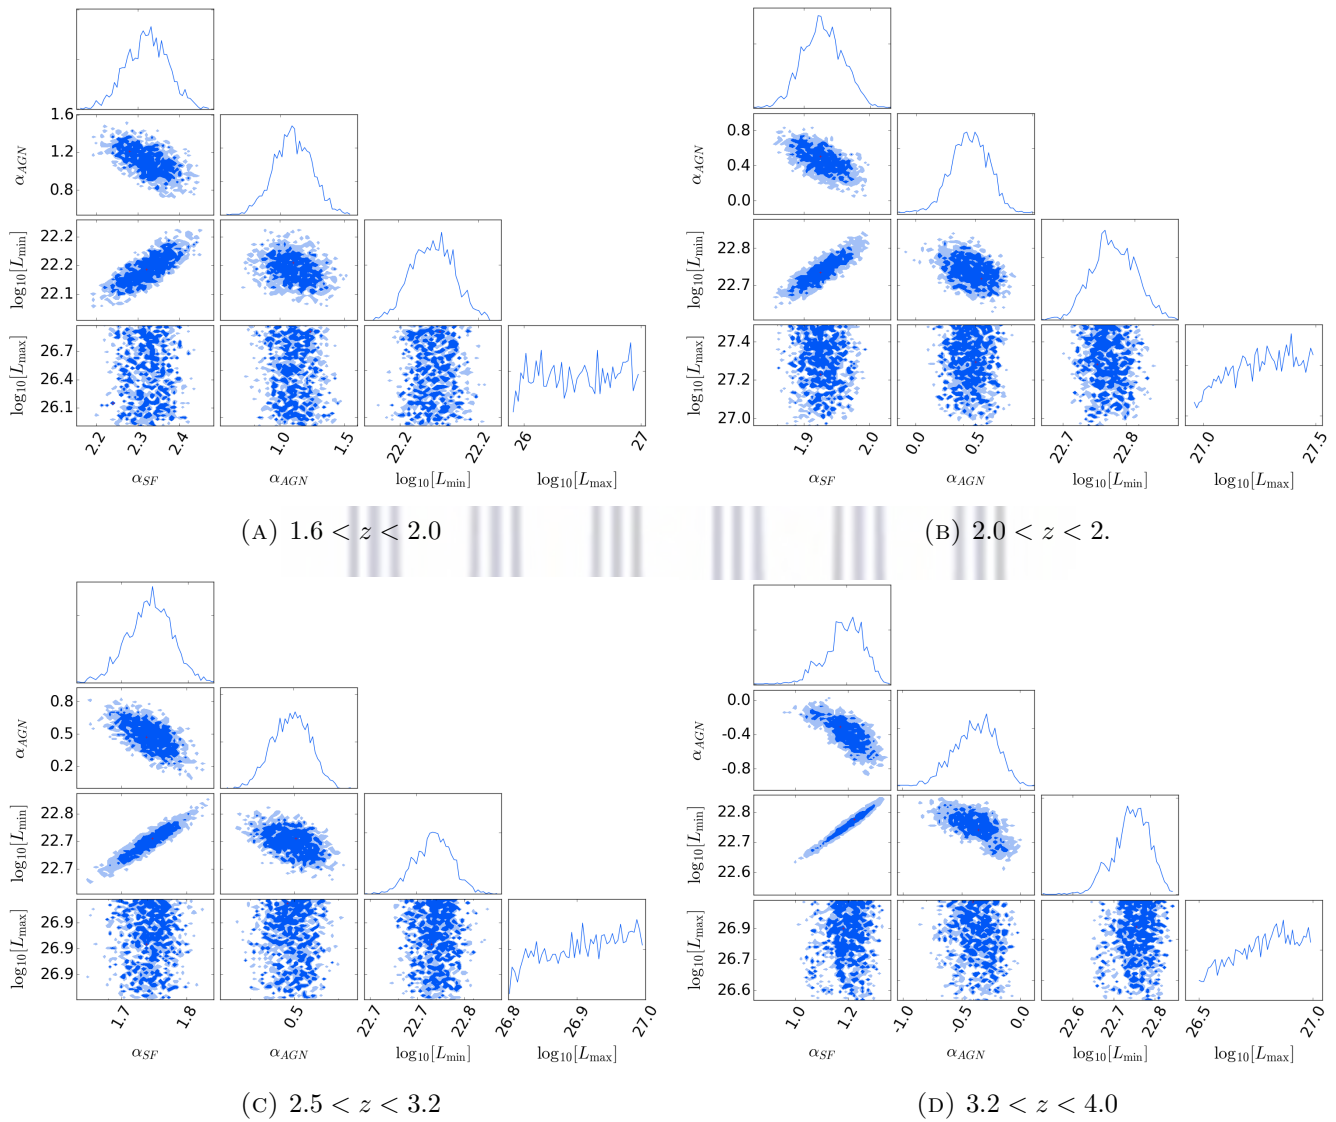 1.6
1.2
0.8
α_AGN
22.2
22.2
22.1
log₁₀[L_min]
26.7
26.4
26.1
log₁₀[L_max]
2.2 2.3 2.4 1.0 1.5 22.2 22.2 26 27
α_SF α_AGN log₁₀[L_min] log₁₀[L_max]
(A) 1.6 < z < 2.0
0.8
0.4
0.0
α_AGN
22.8
22.7
log₁₀[L_min]
27.4
27.2
27.0
log₁₀[L_max]
1.9 2.0 0.0 0.5 22.7 22.8 27.0 27.5
α_SF α_AGN log₁₀[L_min] log₁₀[L_max]
(B) 2.0 < z < 2.
0.8
0.5
0.2
α_AGN
22.8
22.7
22.7
log₁₀[L_min]
26.9
26.9
26.9
log₁₀[L_max]
1.7 1.8 0.5 22.7 22.7 22.8 26.8 26.9 27.0
α_SF α_AGN log₁₀[L_min] log₁₀[L_max]
(C) 2.5 < z < 3.2
0.0
-0.4
-0.8
α_AGN
22.8
22.7
22.6
log₁₀[L_min]
26.9
26.7
26.6
log₁₀[L_max]
1.0 1.2 -1.0 -0.5 0.0 22.6 22.7 22.8 26.5 27.0
α_SF α_AGN log₁₀[L_min] log₁₀[L_max]
(D) 3.2 < z < 4.0